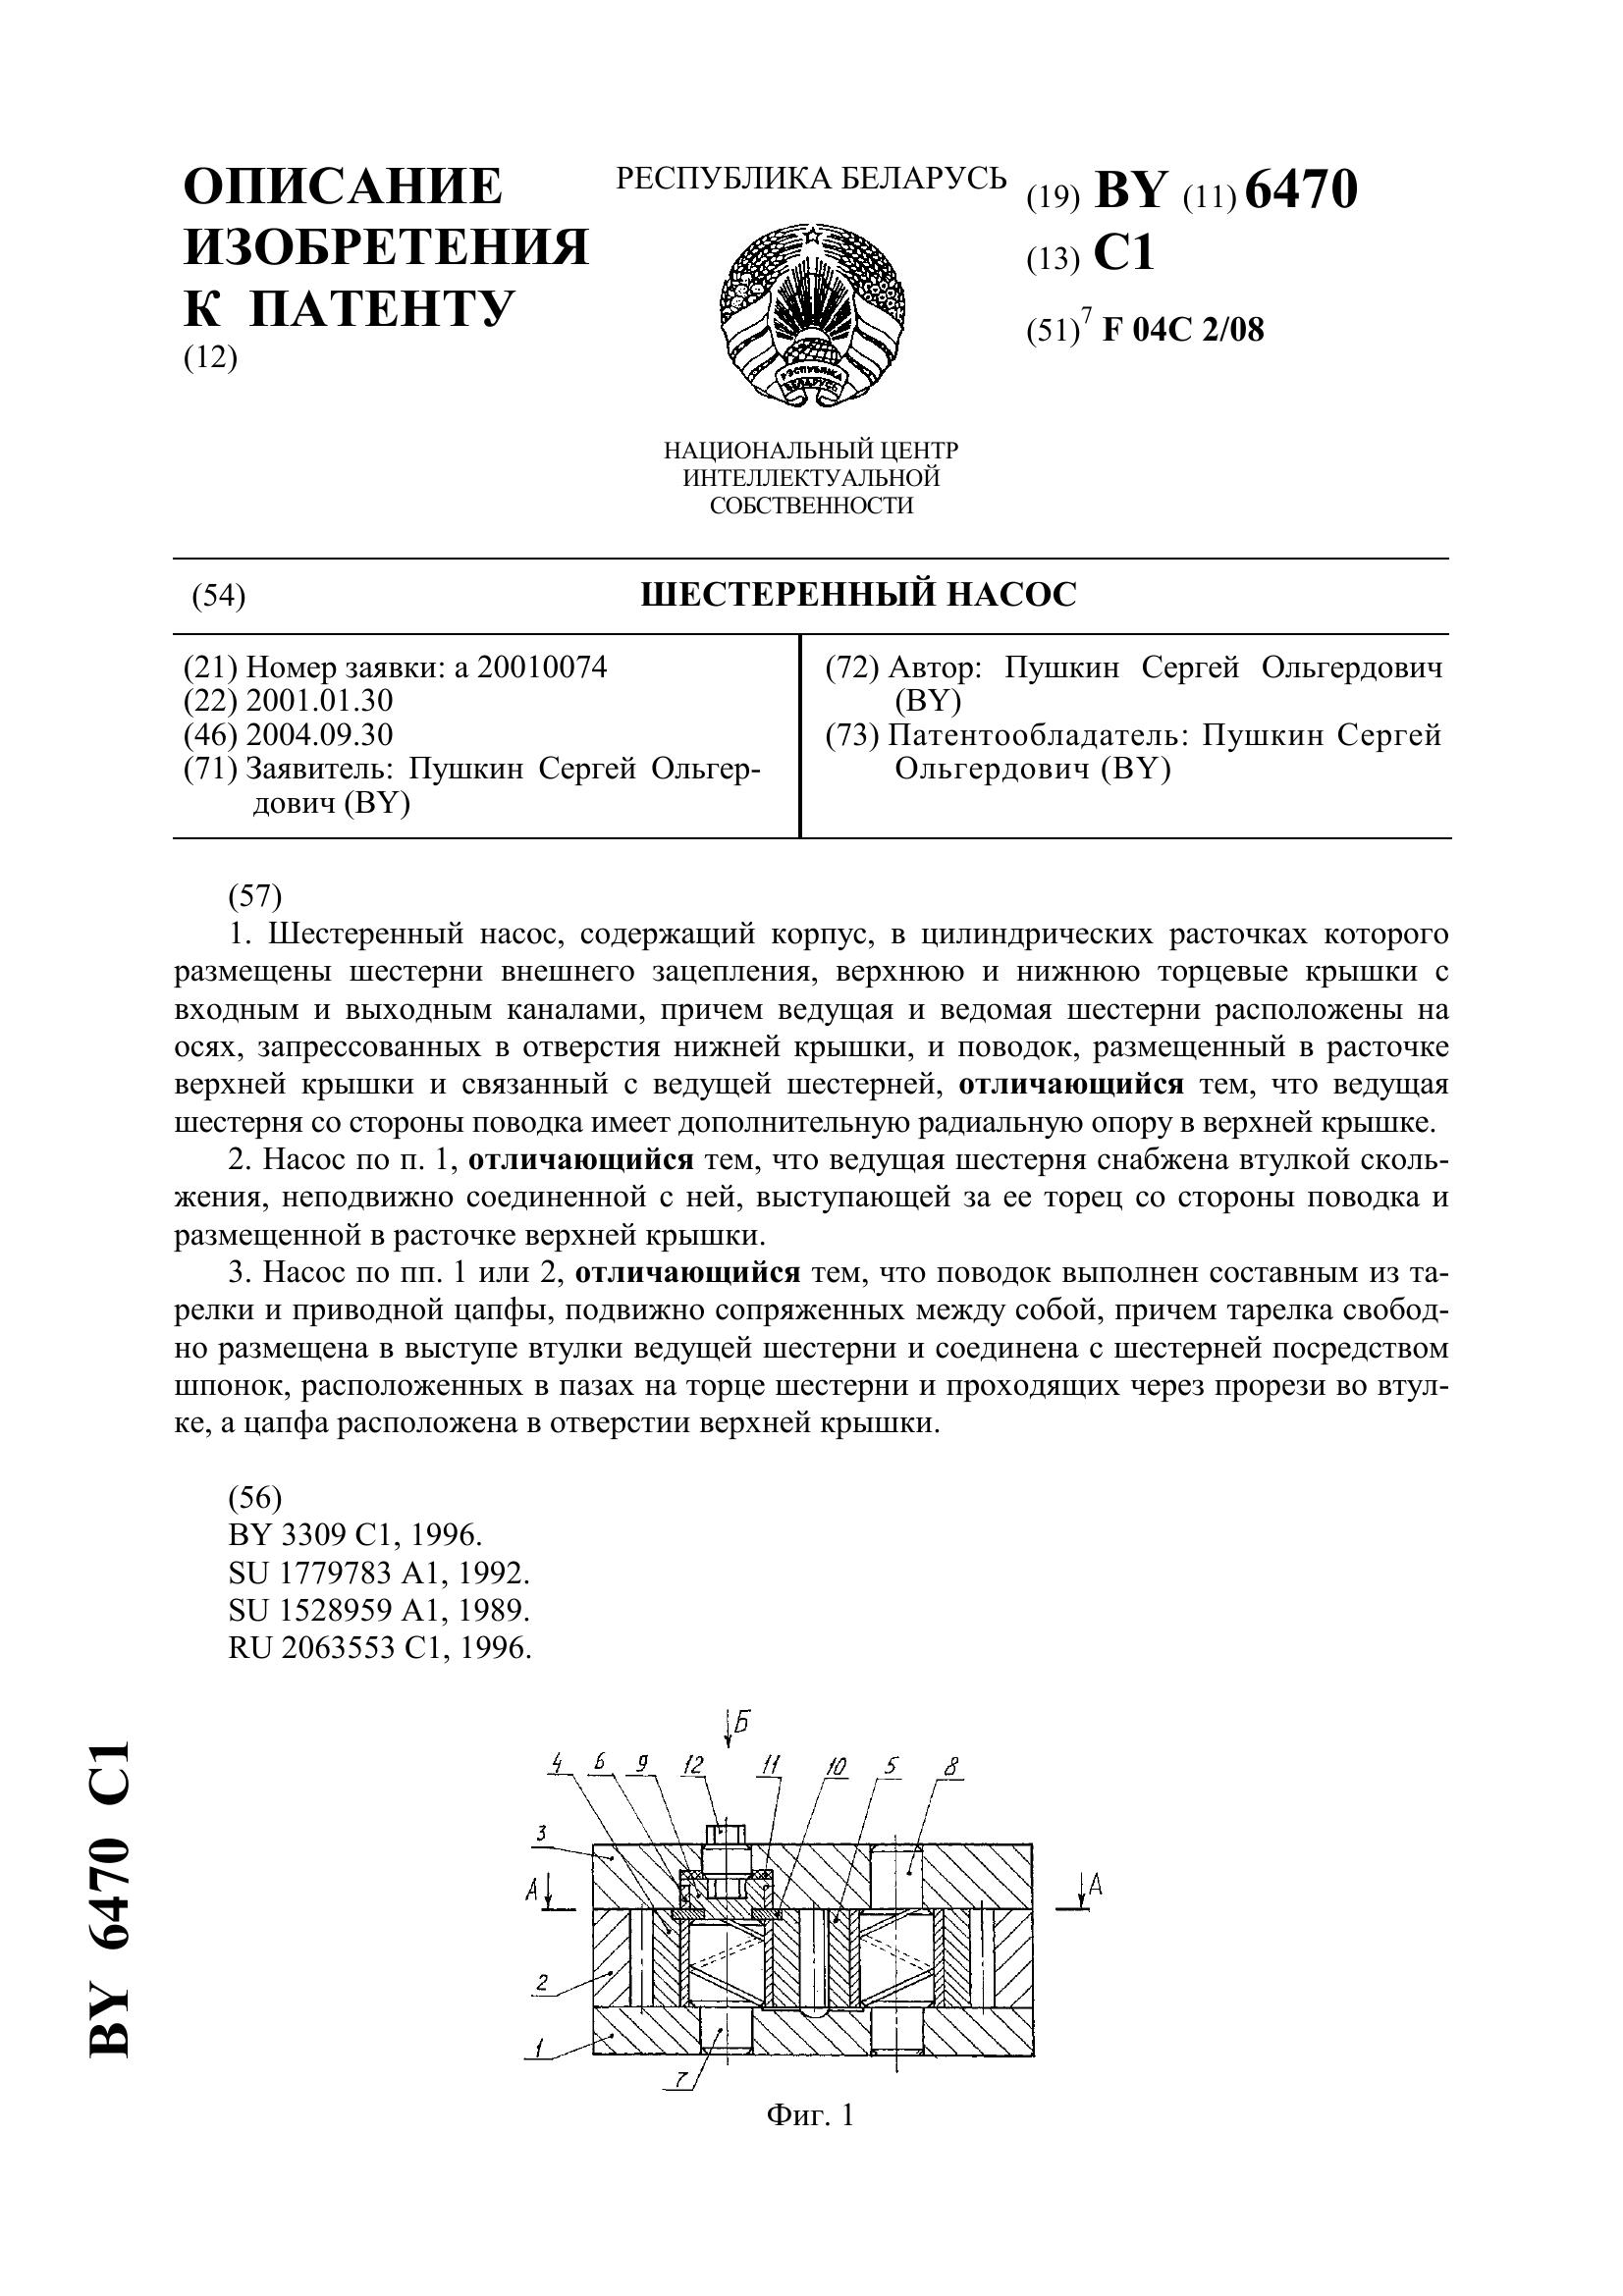 ОПИСАНИЕ
ИЗОБРЕТЕНИЯ
К ПАТЕНТУ
(12)
РЕСПУБЛИКА БЕЛАРУСЬ
РЭСПУБЛІКА
БЕЛАРУСЬ
НАЦИОНАЛЬНЫЙ ЦЕНТР
ИНТЕЛЛЕКТУАЛЬНОЙ
СОБСТВЕННОСТИ
(19) BY (11) 6470
(13) C1
(51)7 F 04C 2/08
(54) ШЕСТЕРЕННЫЙ НАСОС
(21) Номер заявки: a 20010074
(22) 2001.01.30
(46) 2004.09.30
(71) Заявитель: Пушкин Сергей Ольгер-
дович (BY)
(72) Автор: Пушкин Сергей Ольгердович
(BY)
(73) Патентообладатель: Пушкин Сергей
Ольгердович (BY)
(57)
1. Шестеренный насос, содержащий корпус, в цилиндрических расточках которого
размещены шестерни внешнего зацепления, верхнюю и нижнюю торцевые крышки с
входным и выходным каналами, причем ведущая и ведомая шестерни расположены на
осях, запрессованных в отверстия нижней крышки, и поводок, размещенный в расточке
верхней крышки и связанный с ведущей шестерней, отличающийся тем, что ведущая
шестерня со стороны поводка имеет дополнительную радиальную опору в верхней крышке.
2. Насос по п. 1, отличающийся тем, что ведущая шестерня снабжена втулкой сколь-
жения, неподвижно соединенной с ней, выступающей за ее торец со стороны поводка и
размещенной в расточке верхней крышки.
3. Насос по пп. 1 или 2, отличающийся тем, что поводок выполнен составным из та-
релки и приводной цапфы, подвижно сопряженных между собой, причем тарелка свобод-
но размещена в выступе втулки ведущей шестерни и соединена с шестерней посредством
шпонок, расположенных в пазах на торце шестерни и проходящих через прорези во втул-
ке, а цапфа расположена в отверстии верхней крышки.
(56)
BY 3309 C1, 1996.
SU 1779783 A1, 1992.
SU 1528959 A1, 1989.
RU 2063553 C1, 1996.
BY 6470 C1
Б
4 6 9 12 11 10 5 8
3
А А
2
1
7
Фиг. 1